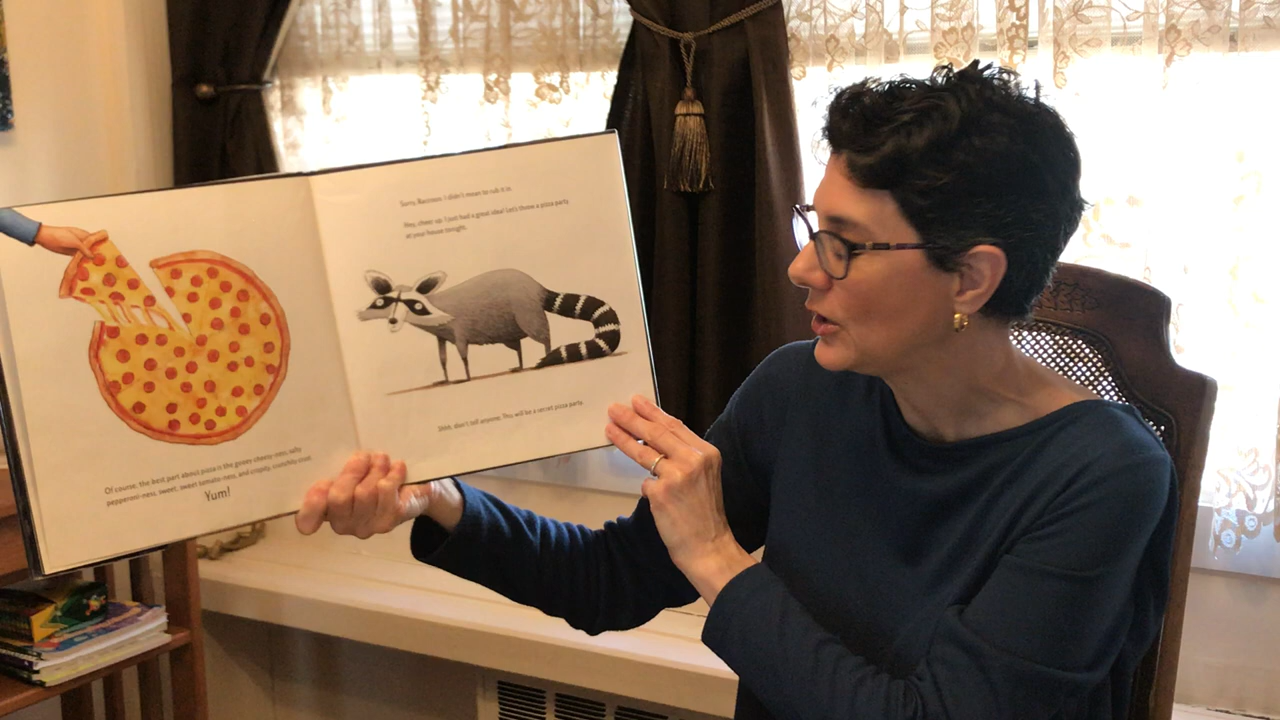 Of course, the best part about pizza is the gooey cheesy-ness, salty
pepperoni-ness, sweet, sweet tomato-ness, and crispety, crunchity crust.
Yum!
Sorry, Raccoon. I didn't mean to rub it in.
Hey, cheer up. I just had a great idea! Let's throw a pizza party
at your house tonight.
Shhh, don't tell anyone. This will be a secret pizza party.